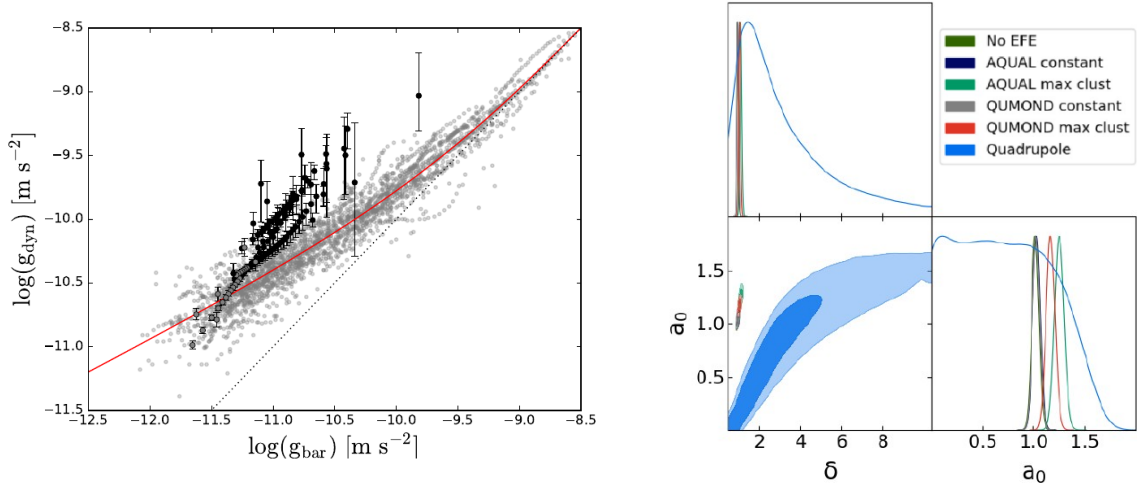 log(g_dyn) [m s⁻²]
−8.5
−9.0
−9.5
−10.0
−10.5
−11.0
−11.5
−12.5 −12.0 −11.5 −11.0 −10.5 −10.0 −9.5 −9.0 −8.5
log(g_bar) [m s⁻²]
No EFE
AQUAL constant
AQUAL max clust
QUMOND constant
QUMOND max clust
Quadrupole
a₀
1.5
1.0
0.5
2 4 6 8
δ
0.5 1.0 1.5
a₀